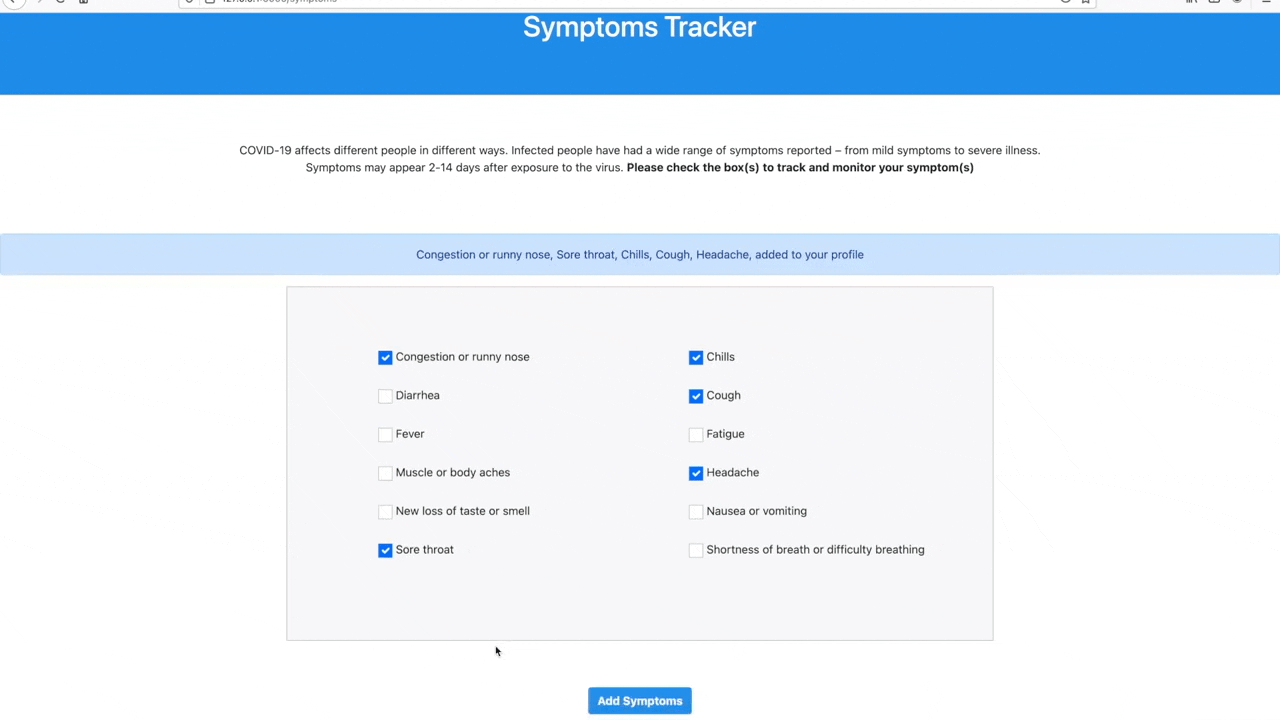 Symptoms Tracker
COVID-19 affects different people in different ways. Infected people have had a wide range of symptoms reported – from mild symptoms to severe illness.
Symptoms may appear 2-14 days after exposure to the virus. Please check the box(s) to track and monitor your symptom(s)
Congestion or runny nose, Sore throat, Chills, Cough, Headache, added to your profile
Congestion or runny nose
Chills
Diarrhea
Cough
Fever
Fatigue
Muscle or body aches
Headache
New loss of taste or smell
Nausea or vomiting
Sore throat
Shortness of breath or difficulty breathing
Add Symptoms